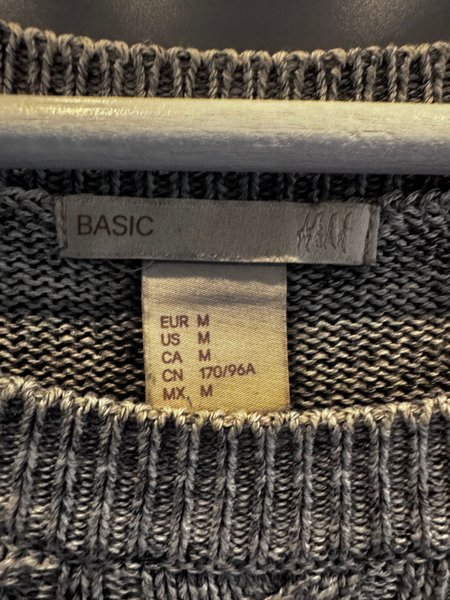 BASIC H&M
EUR M
US M
CA M
CN 170/96A
MX M